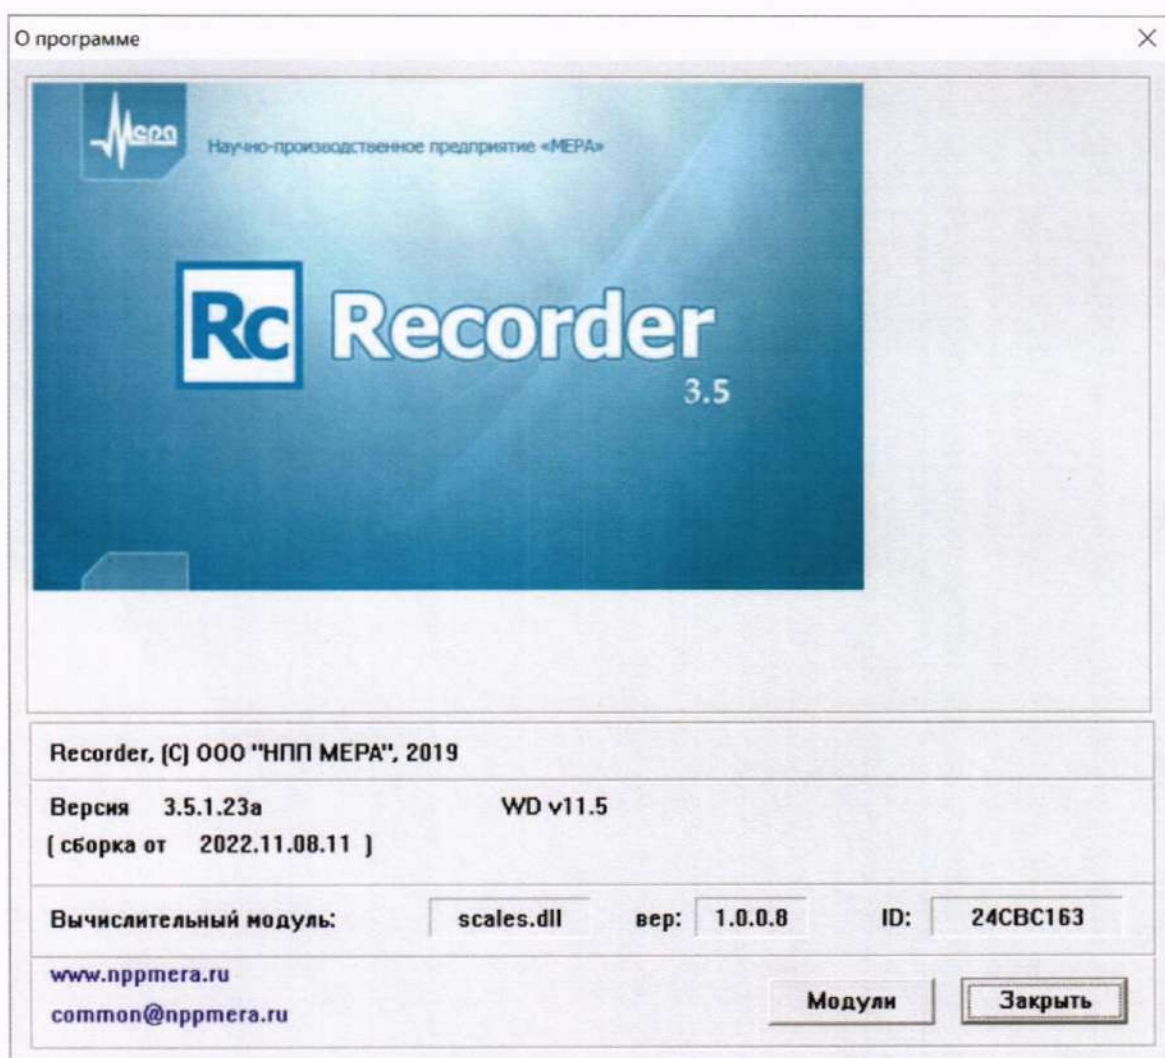 О программе
Мера
Научно-производственное предприятие «МЕРА»
Rc Recorder
3.5
Recorder, (C) ООО "НПП МЕРА", 2019
Версия 3.5.1.23a WD v11.5
( сборка от 2022.11.08.11 )
Вычислительный модуль: scales.dll вер: 1.0.0.8 ID: 24CBC163
www.nppmera.ru
common@nppmera.ru
Модули Закрыть